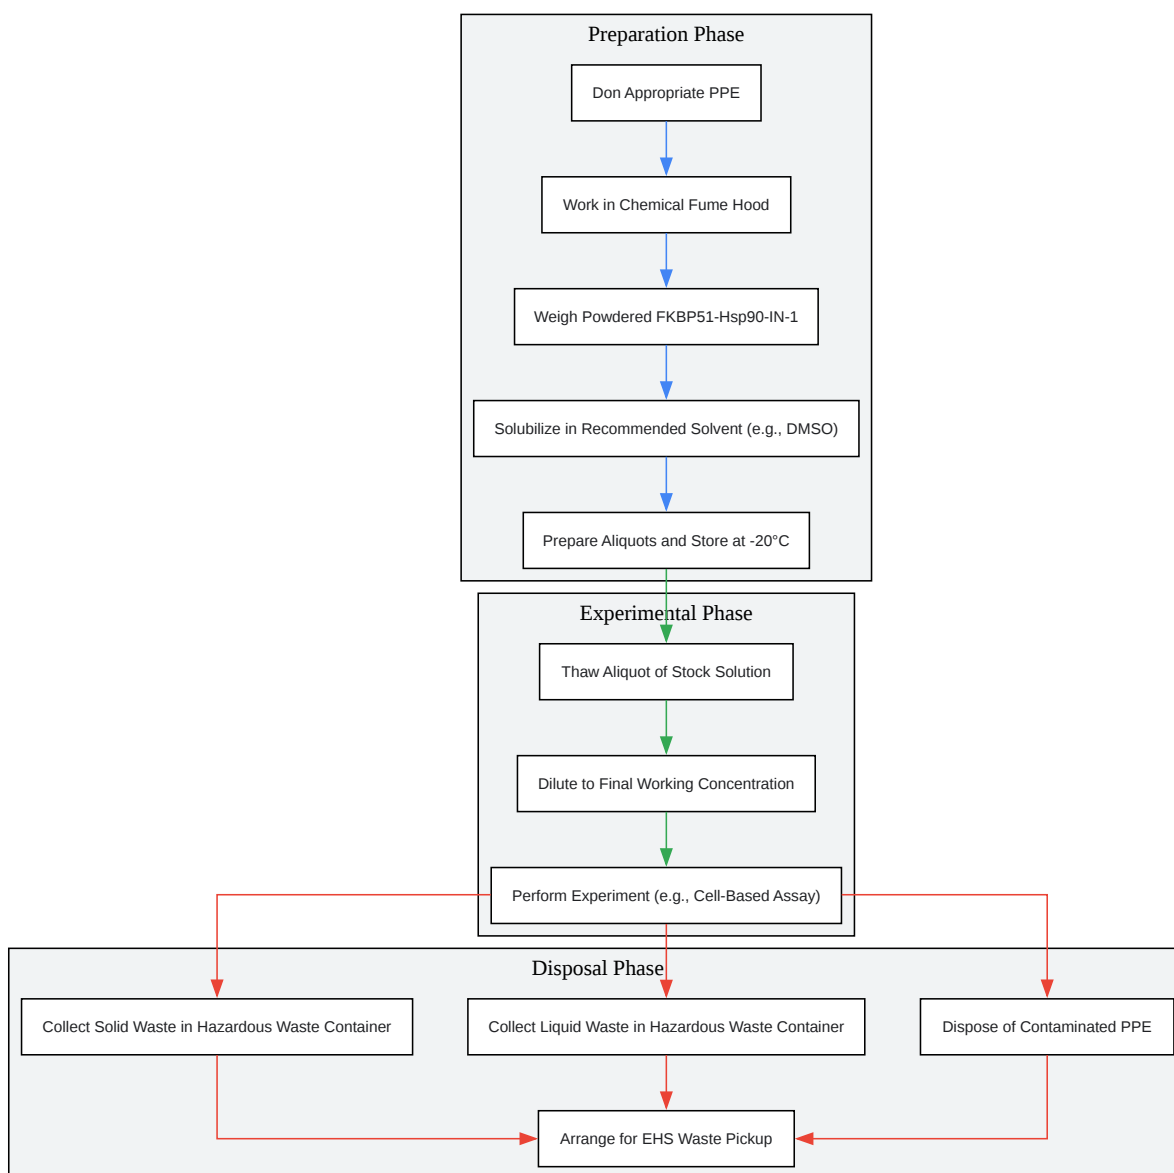 Preparation Phase
Don Appropriate PPE
Work in Chemical Fume Hood
Weigh Powdered FKBP51-Hsp90-IN-1
Solubilize in Recommended Solvent (e.g., DMSO)
Prepare Aliquots and Store at -20°C
Experimental Phase
Thaw Aliquot of Stock Solution
Dilute to Final Working Concentration
Perform Experiment (e.g., Cell-Based Assay)
Disposal Phase
Collect Solid Waste in Hazardous Waste Container
Collect Liquid Waste in Hazardous Waste Container
Dispose of Contaminated PPE
Arrange for EHS Waste Pickup